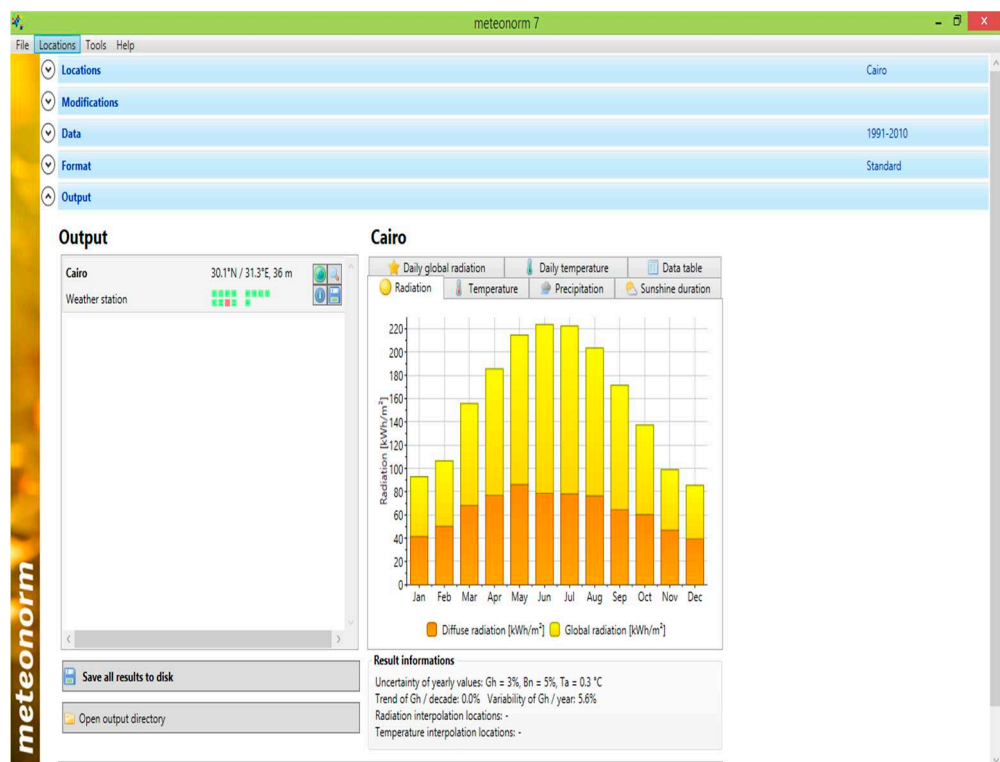 meteonorm 7
File Locations Tools Help
Locations Cairo
Modifications
Data 1991-2010
Format Standard
Output
Output
Cairo 30.1°N / 31.3°E, 36 m
Weather station
Save all results to disk
Open output directory
Cairo
Daily global radiation Daily temperature Data table
Radiation Temperature Precipitation Sunshine duration
Radiation [kWh/m²]
220
200
180
160
140
120
100
80
60
40
20
0
Jan Feb Mar Apr May Jun Jul Aug Sep Oct Nov Dec
Diffuse radiation [kWh/m²] Global radiation [kWh/m²]
Result informations
Uncertainty of yearly values: Gh = 3%, Bn = 5%, Ta = 0.3 °C
Trend of Gh / decade: 0.0% Variability of Gh / year: 5.6%
Radiation interpolation locations: -
Temperature interpolation locations: -
meteonorm